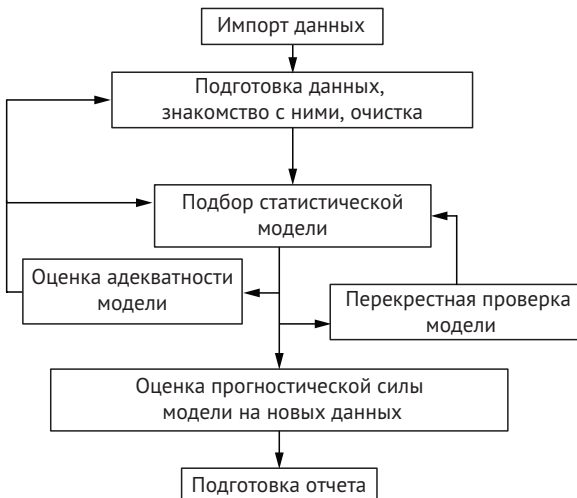 Импорт данных
Подготовка данных,
знакомство с ними, очистка
Подбор статистической
модели
Оценка адекватности
модели
Перекрестная проверка
модели
Оценка прогностической силы
модели на новых данных
Подготовка отчета